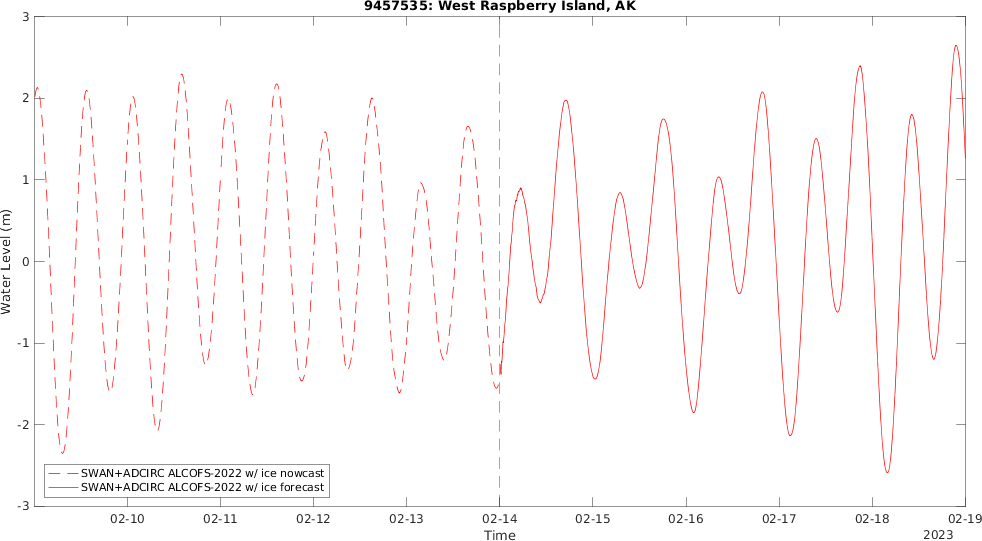 9457535: West Raspberry Island, AK
3
2
1
0
-1
-2
-3
Water Level (m)
SWAN+ADCIRC ALCOFS-2022 w/ ice nowcast
SWAN+ADCIRC ALCOFS-2022 w/ ice forecast
02-10 02-11 02-12 02-13 02-14 02-15 02-16 02-17 02-18 02-19
Time
2023